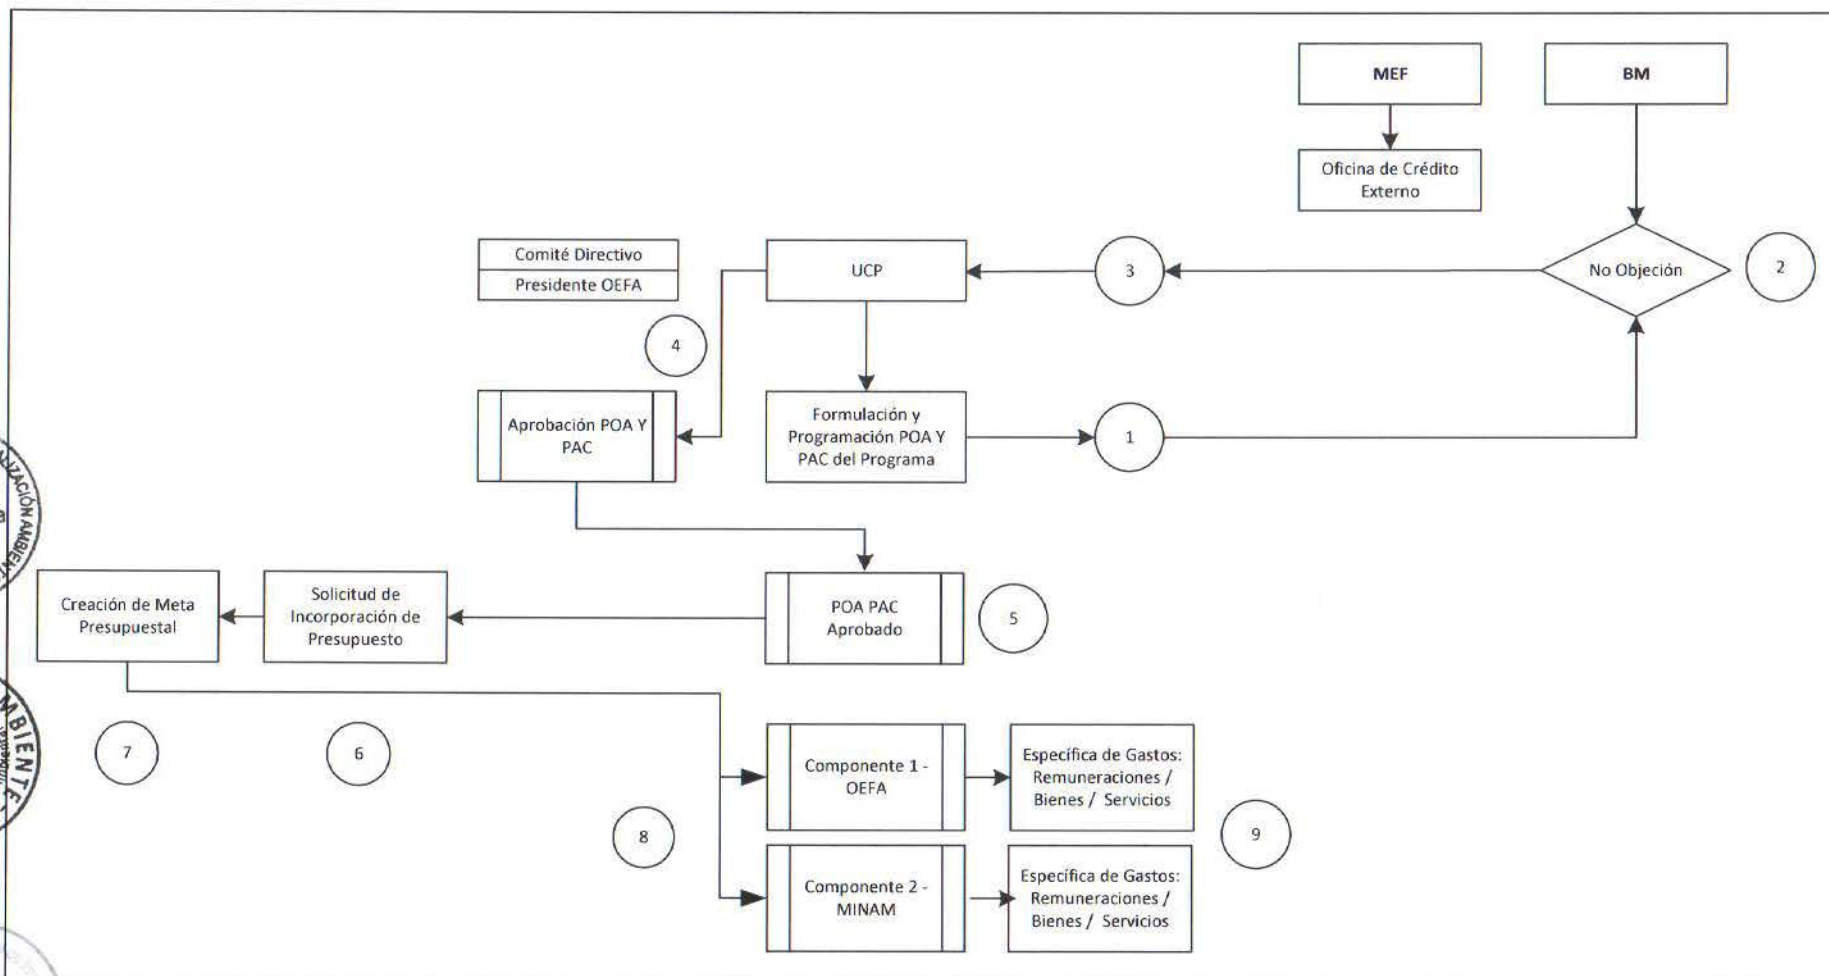 MEF
BM
Oficina de Crédito
Externo
Comité Directivo
Presidente OEFA
UCP
3
No Objeción
2
4
Aprobación POA Y
PAC
Formulación y
Programación POA Y
PAC del Programa
1
Creación de Meta
Presupuestal
Solicitud de
Incorporación de
Presupuesto
POA PAC
Aprobado
5
7
6
Componente 1 -
OEFA
Específica de Gastos:
Remuneraciones /
Bienes / Servicios
8
9
Componente 2 -
MINAM
Específica de Gastos:
Remuneraciones /
Bienes / Servicios